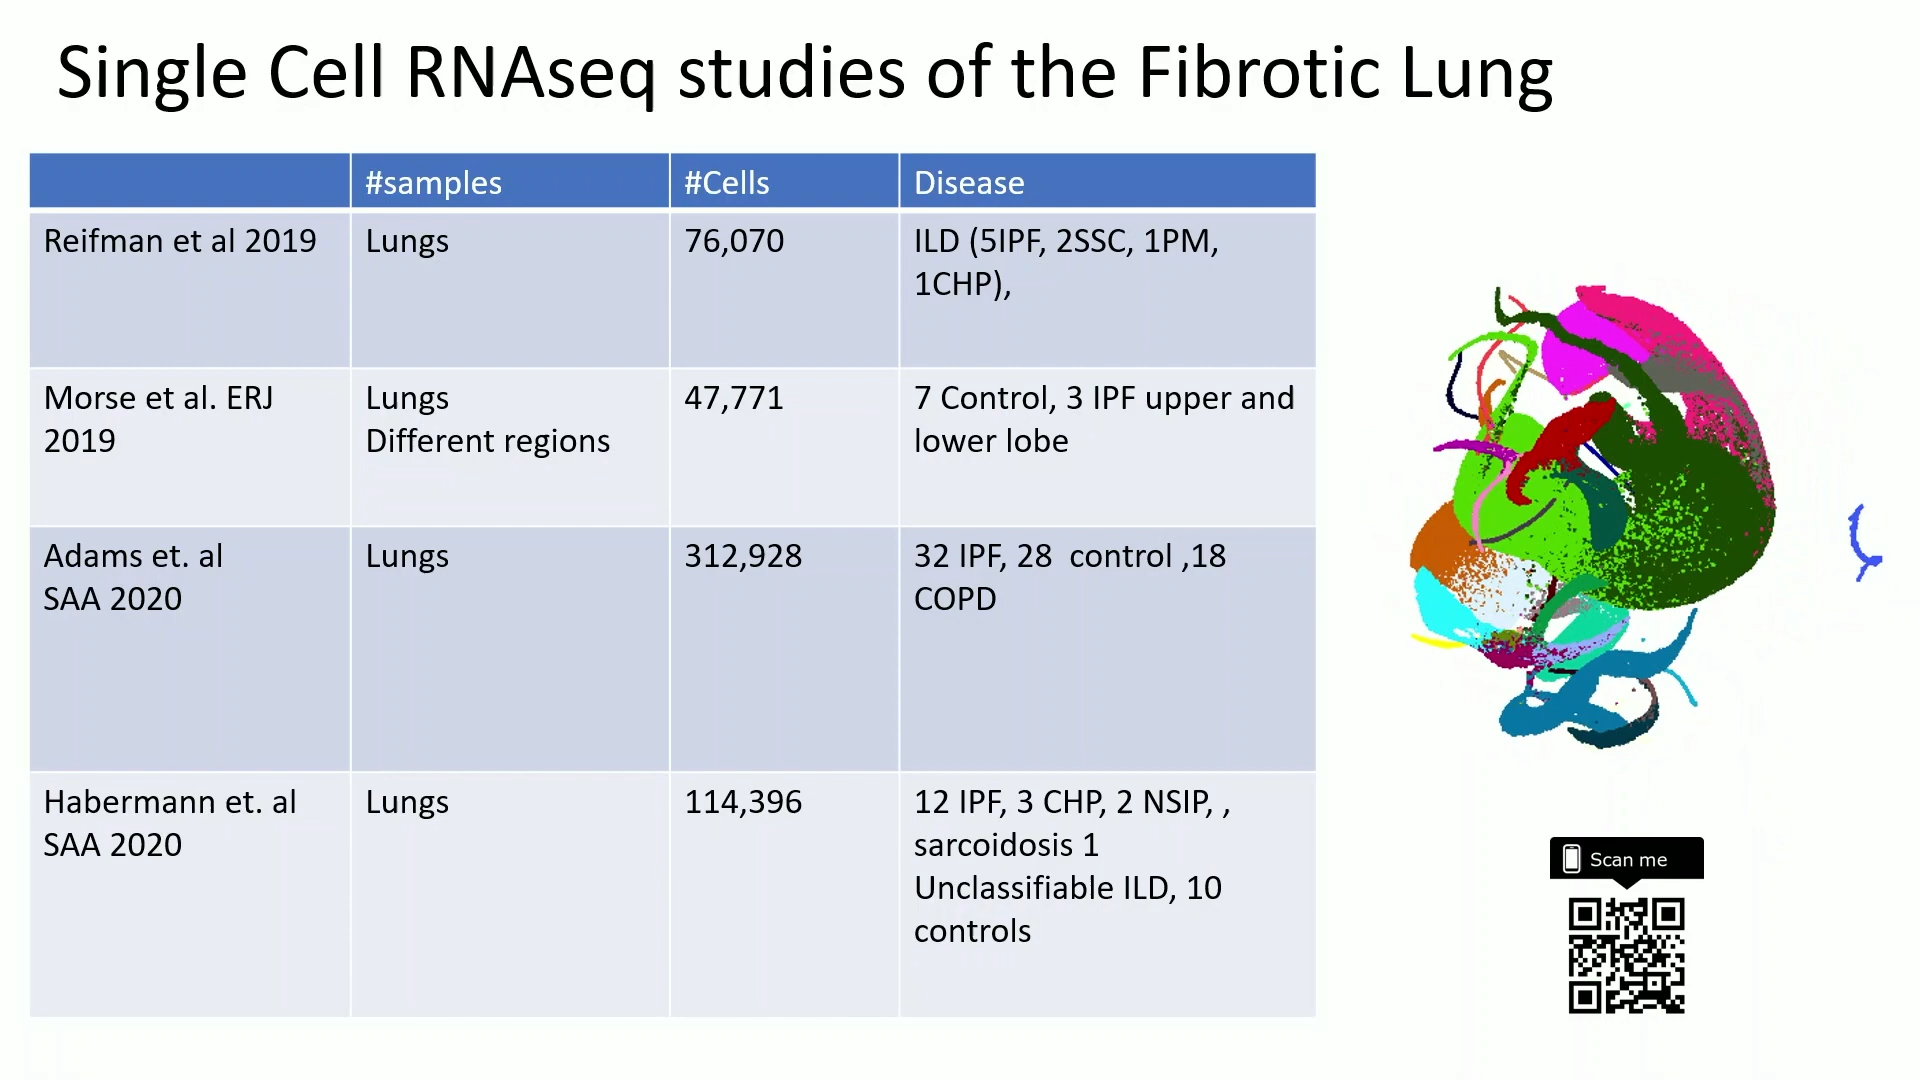 Single Cell RNAseq studies of the Fibrotic Lung
#samples
#Cells
Disease
Reifman et al 2019
Lungs
76,070
ILD (5IPF, 2SSC, 1PM,
1CHP),
Morse et al. ERJ
2019
Lungs
Different regions
47,771
7 Control, 3 IPF upper and
lower lobe
Adams et. al
SAA 2020
Lungs
312,928
32 IPF, 28  control ,18
COPD
Habermann et. al
SAA 2020
Lungs
114,396
12 IPF, 3 CHP, 2 NSIP, ,
sarcoidosis 1
Unclassifiable ILD, 10
controls
Scan me